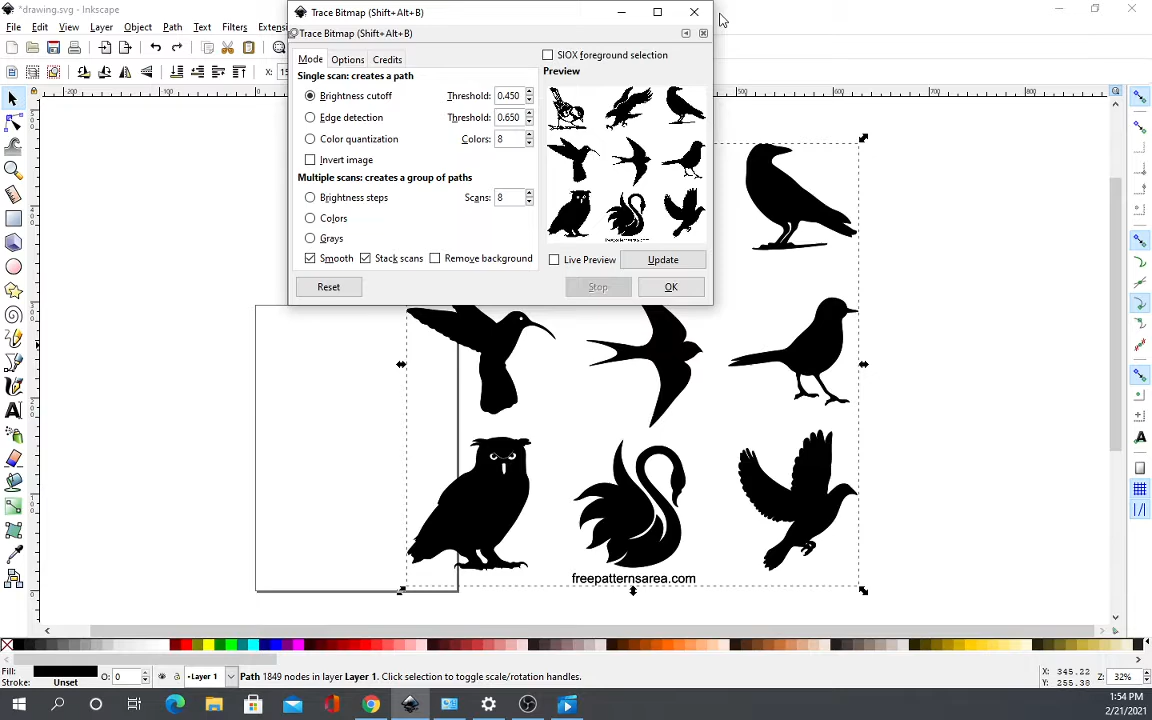 *drawing.svg - Inkscape
File Edit View Layer Object Path Text Filters Extensi
Trace Bitmap (Shift+Alt+B)
Trace Bitmap (Shift+Alt+B)
Mode Options Credits
SIOX foreground selection
Single scan: creates a path
Preview
Brightness cutoff Threshold: 0.450
Edge detection Threshold: 0.650
Color quantization Colors: 8
Invert image
Multiple scans: creates a group of paths
Brightness steps Scans: 8
Colors
Grays
Smooth Stack scans Remove background
Live Preview Update
Reset Stop OK
X: 15
freepatternsarea.com
Fill:
Stroke: Unset
O: 0
Layer 1
Path 1849 nodes in layer Layer 1. Click selection to toggle scale/rotation handles.
X: 345.22
Y: 255.38
Z: 32%
1:54 PM
2/21/2021